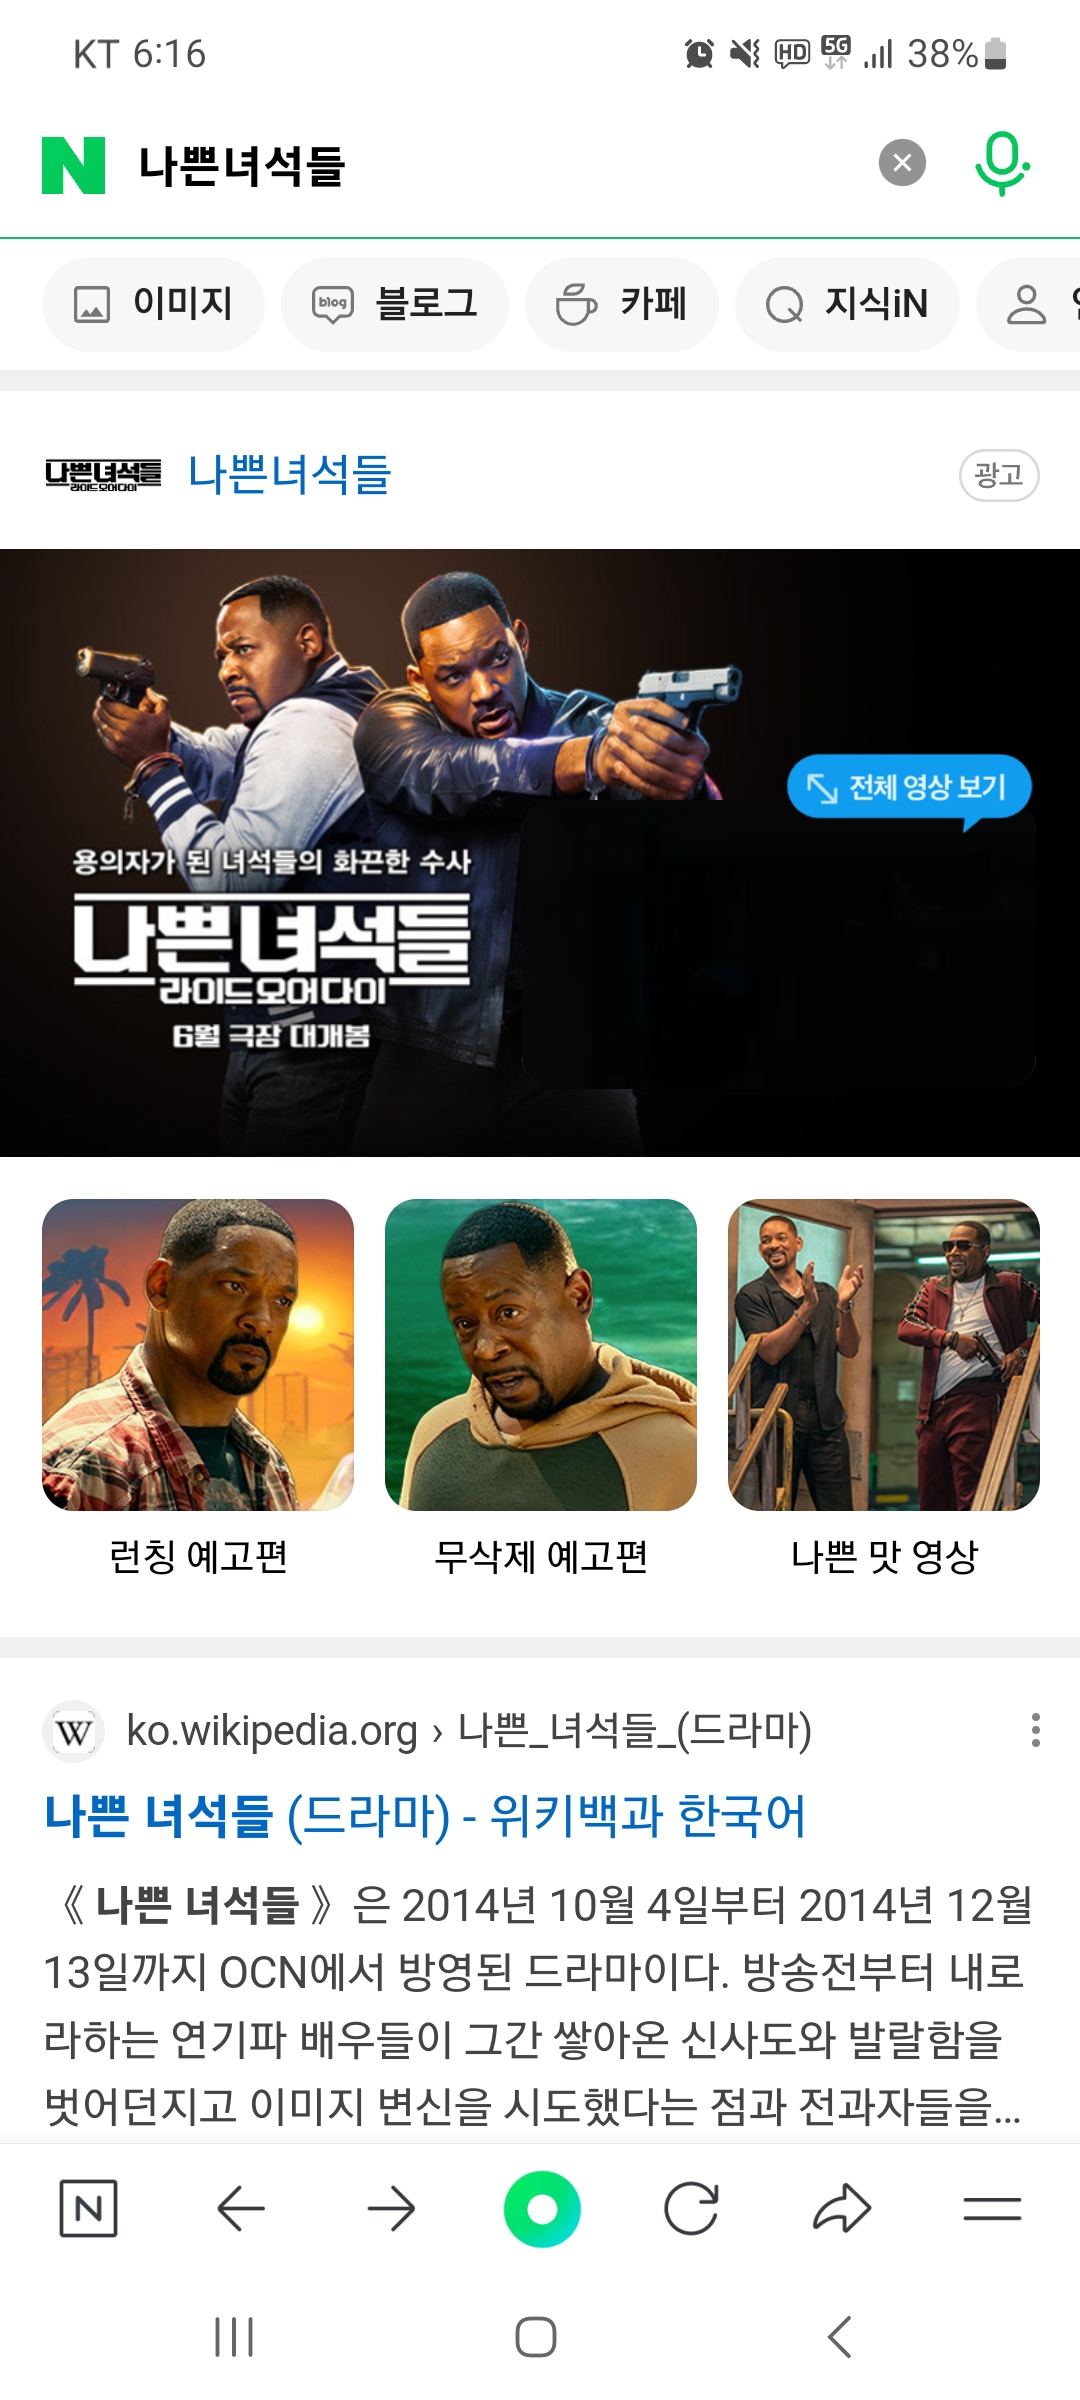 KT 6:16
HD 5G 38%
N 나쁜녀석들
이미지 blog 블로그 카페 지식iN
나쁜녀석들 라이드오어다이 나쁜녀석들 광고
전체 영상 보기
용의자가 된 녀석들의 화끈한 수사
나쁜녀석들
라이드오어다이
6월 극장 대개봉
런칭 예고편 무삭제 예고편 나쁜 맛 영상
W ko.wikipedia.org › 나쁜_녀석들_(드라마)
나쁜 녀석들 (드라마) - 위키백과 한국어
《 나쁜 녀석들 》은 2014년 10월 4일부터 2014년 12월
13일까지 OCN에서 방영된 드라마이다. 방송전부터 내로
라하는 연기파 배우들이 그간 쌓아온 신사도와 발랄함을
벗어던지고 이미지 변신을 시도했다는 점과 전과자들을...
N